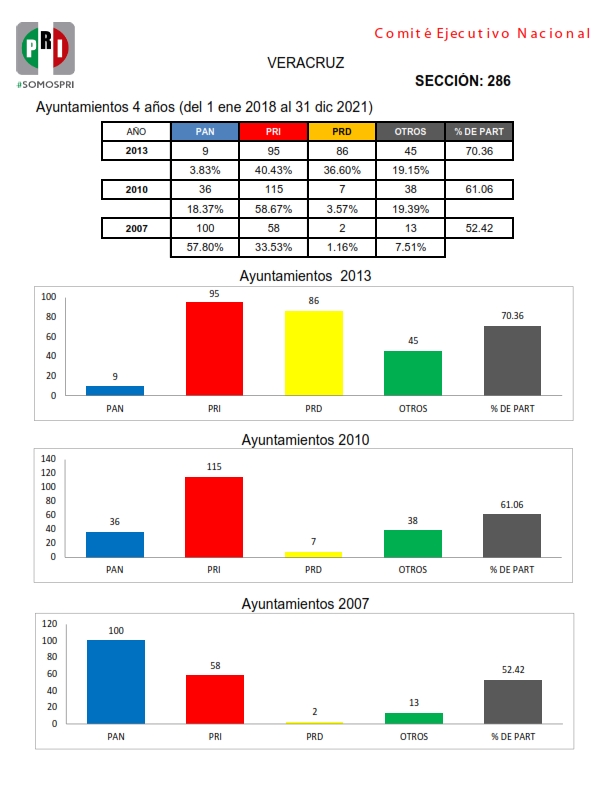 PRI
#SOMOSPRI
Comité Ejecutivo Nacional
VERACRUZ
SECCIÓN: 286
Ayuntamientos 4 años (del 1 ene 2018 al 31 dic 2021)
AÑO PAN PRI PRD OTROS % DE PART
2013 9 95 86 45 70.36
3.83% 40.43% 36.60% 19.15%
2010 36 115 7 38 61.06
18.37% 58.67% 3.57% 19.39%
2007 100 58 2 13 52.42
57.80% 33.53% 1.16% 7.51%
Ayuntamientos 2013
100
80
60
40
20
0
9 95 86 45 70.36
PAN PRI PRD OTROS % DE PART
Ayuntamientos 2010
140
120
100
80
60
40
20
0
36 115 7 38 61.06
PAN PRI PRD OTROS % DE PART
Ayuntamientos 2007
120
100
80
60
40
20
0
100 58 2 13 52.42
PAN PRI PRD OTROS % DE PART